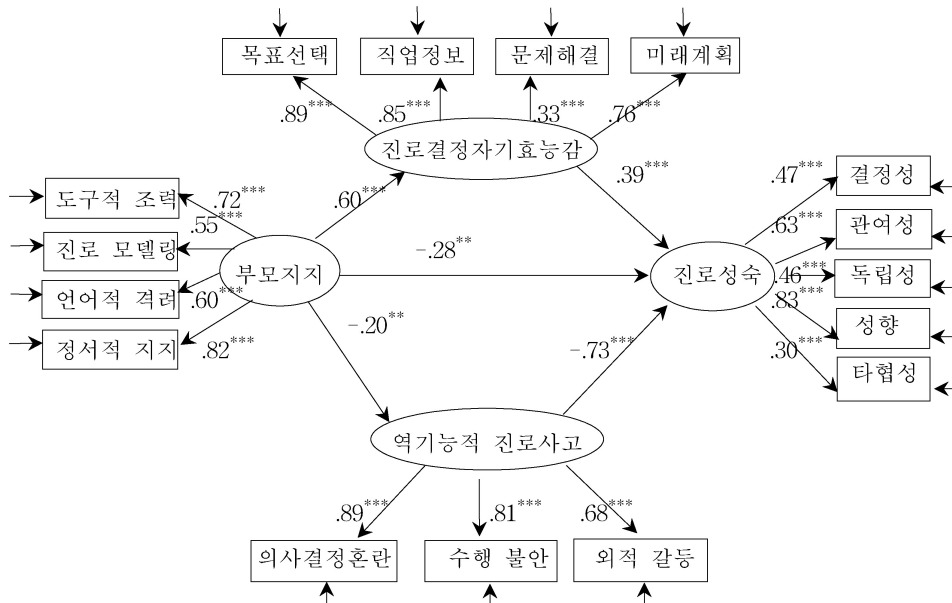 목표선택 직업정보 문제해결 미래계획
.89*** .85*** .33*** .76***
진로결정자기효능감
도구적 조력 .72*** .60*** .39*** .47*** 결정성
.55*** .63*** 관여성
진로 모델링
부모지지 -.28** 진로성숙 .46*** 독립성
언어적 격려 .60*** .83***
-.20** 성향
정서적 지지 .82*** -.73*** .30***
타협성
역기능적 진로사고
.89*** .81*** .68***
의사결정혼란 수행 불안 외적 갈등